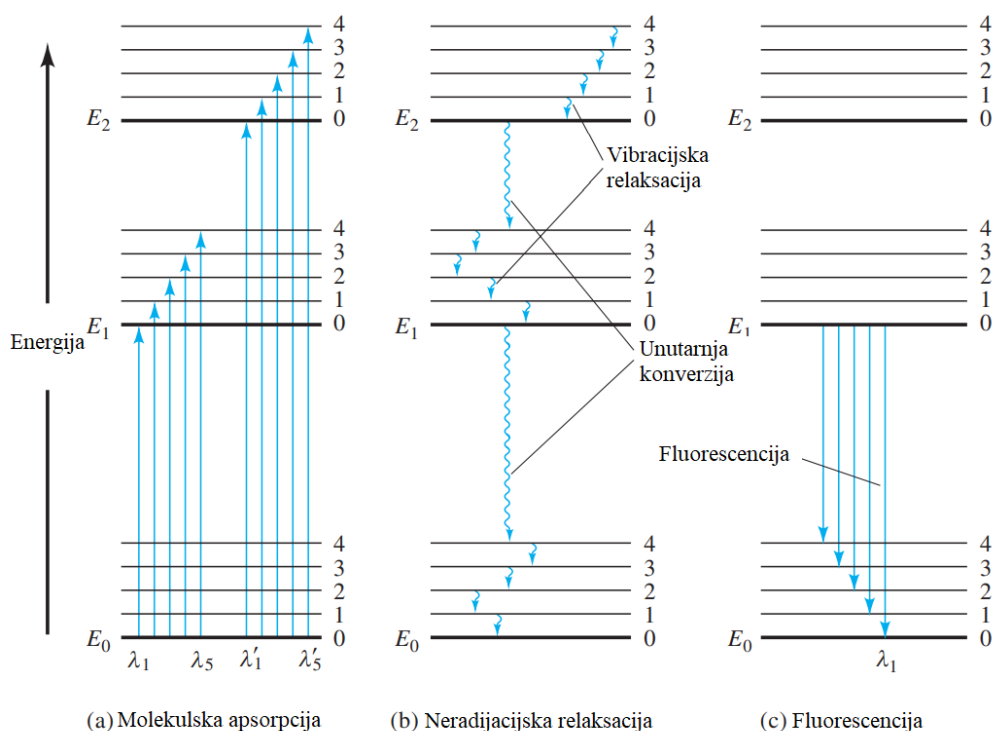 4
3
2
1
E₂ 0
4
3
2
1
E₁ 0
Energija
4
3
2
1
E₀ 0
λ₁ λ₅ λ′₁ λ′₅
(a) Molekulska apsorpcija
4
3
2
1
E₂ 0
Vibracijska
relaksacija
4
3
2
1
E₁ 0
Unutarnja
konverzija
4
3
2
1
E₀ 0
(b) Neradijacijska relaksacija
4
3
2
1
E₂ 0
4
3
2
1
E₁ 0
Fluorescencija
4
3
2
1
E₀ 0
λ₁
(c) Fluorescencija